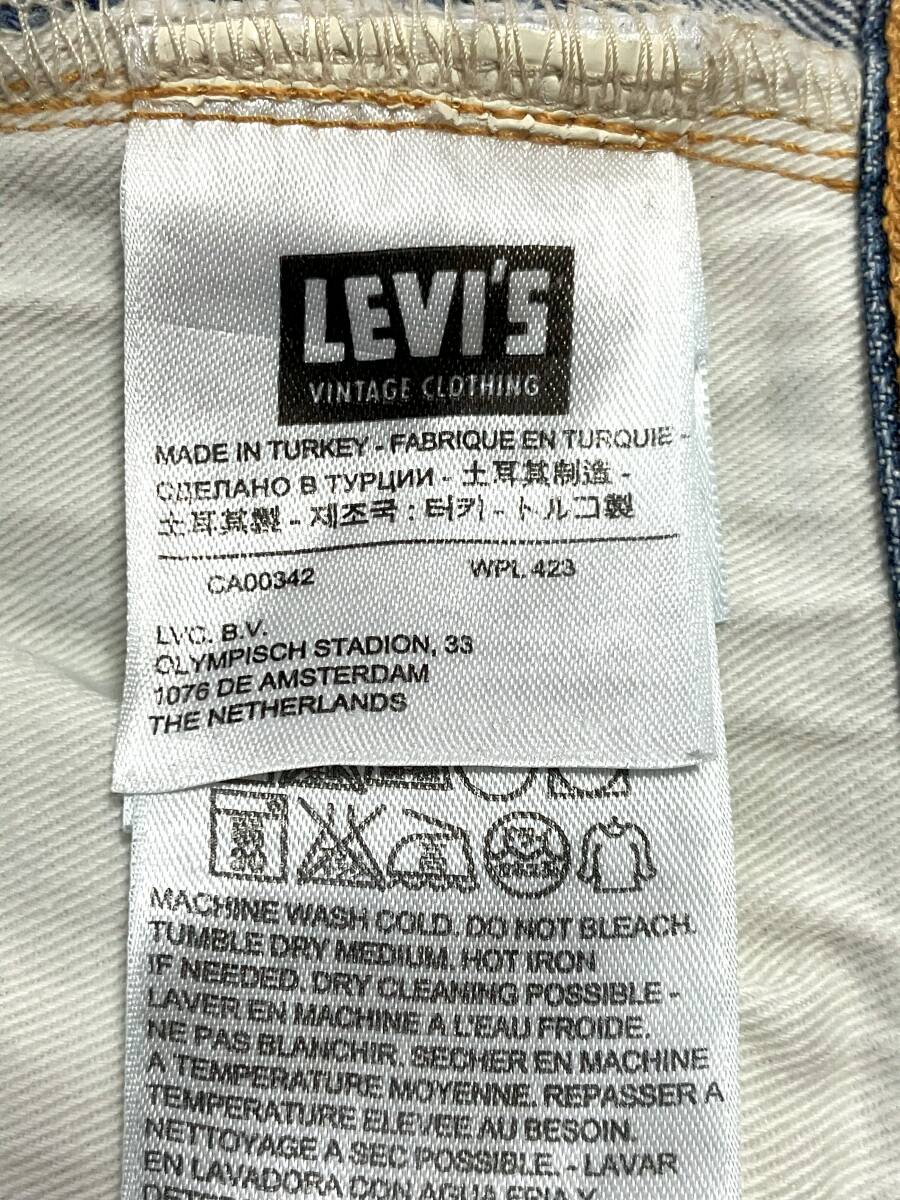 LEVI'S
VINTAGE CLOTHING
MADE IN TURKEY - FABRIQUE EN TURQUIE -
СДЕЛАНО В ТУРЦИИ - 土耳其制造 -
土耳其製 - 제조국 : 터키 - トルコ製
CA00342 WPL 423
LVC. B.V.
OLYMPISCH STADION, 33
1076 DE AMSTERDAM
THE NETHERLANDS
MACHINE WASH COLD. DO NOT BLEACH.
TUMBLE DRY MEDIUM. HOT IRON
IF NEEDED. DRY CLEANING POSSIBLE -
LAVER EN MACHINE A L'EAU FROIDE.
NE PAS BLANCHIR. SECHER EN MACHINE
A TEMPERATURE MOYENNE. REPASSER A
TEMPERATURE ELEVEE AU BESOIN.
NETTOYAGE A SEC POSSIBLE. - LAVAR
EN LAVADORA CON AGUA FRIA Y